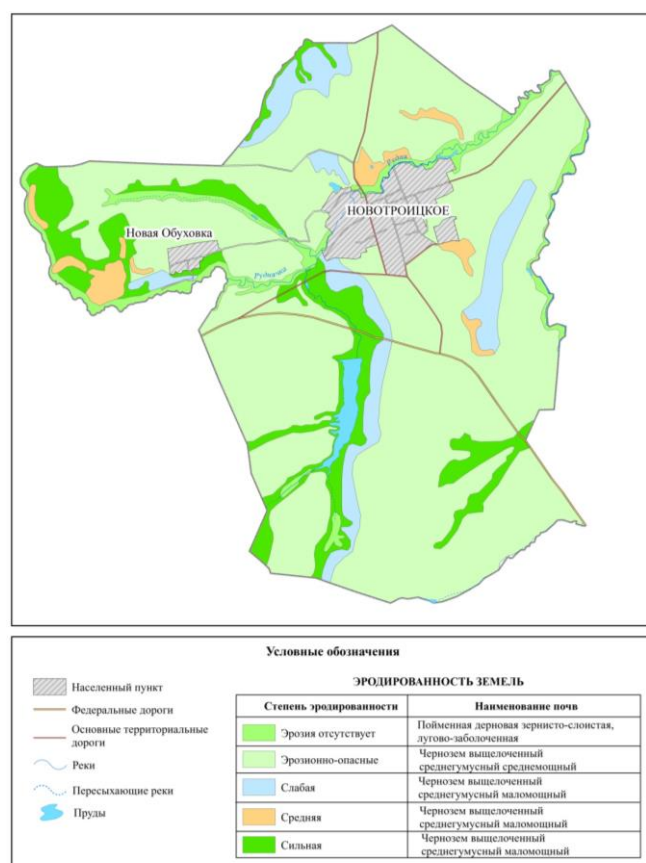 Рудка
НОВОТРОИЦКОЕ
Новая Обуховка
Условные обозначения
Населенный пункт
Федеральные дороги
Основные территориальные
дороги
Реки
Пересыхающие реки
Пруды
ЭРОДИРОВАННОСТЬ ЗЕМЕЛЬ
Степень эродированности
Наименование почв
Эрозия отсутствует
Пойменная дерновая зернисто-слоистая,
лугово-заболоченная
Эрозионно-опасные
Чернозем выщелоченный
среднегумусный среднемощный
Слабая
Чернозем выщелоченный
среднегумусный маломощный
Средняя
Чернозем выщелоченный
среднегумусный маломощный
Сильная
Чернозем выщелоченный
среднегумусный маломощный